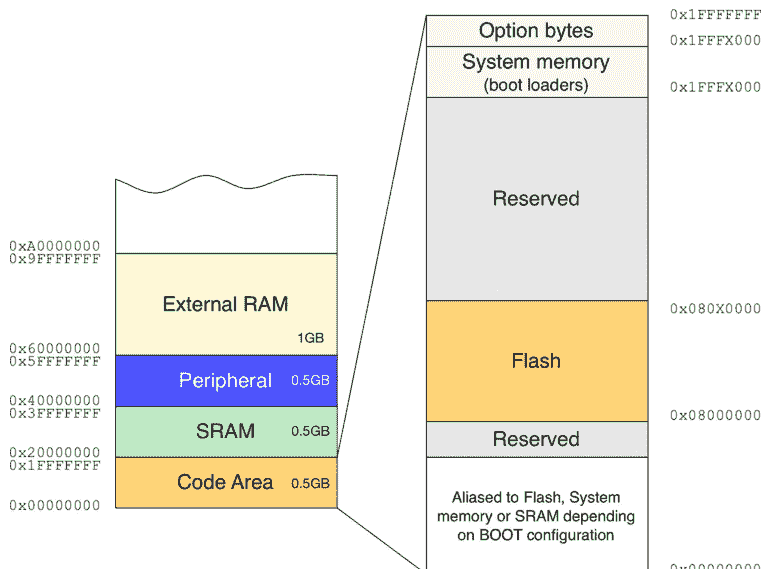 0x1FFFFFFF
Option bytes
0x1FFFX000
System memory
(boot loaders)
0x1FFFX000
Reserved
0xA0000000
0x9FFFFFFF
External RAM
1GB
0x080X0000
0x60000000
0x5FFFFFFF
Flash
Peripheral 0.5GB
0x40000000
0x3FFFFFFF
0x08000000
SRAM 0.5GB
Reserved
0x20000000
0x1FFFFFFF
Code Area 0.5GB
0x00000000
Aliased to Flash, System
memory or SRAM depending
on BOOT configuration
0x00000000